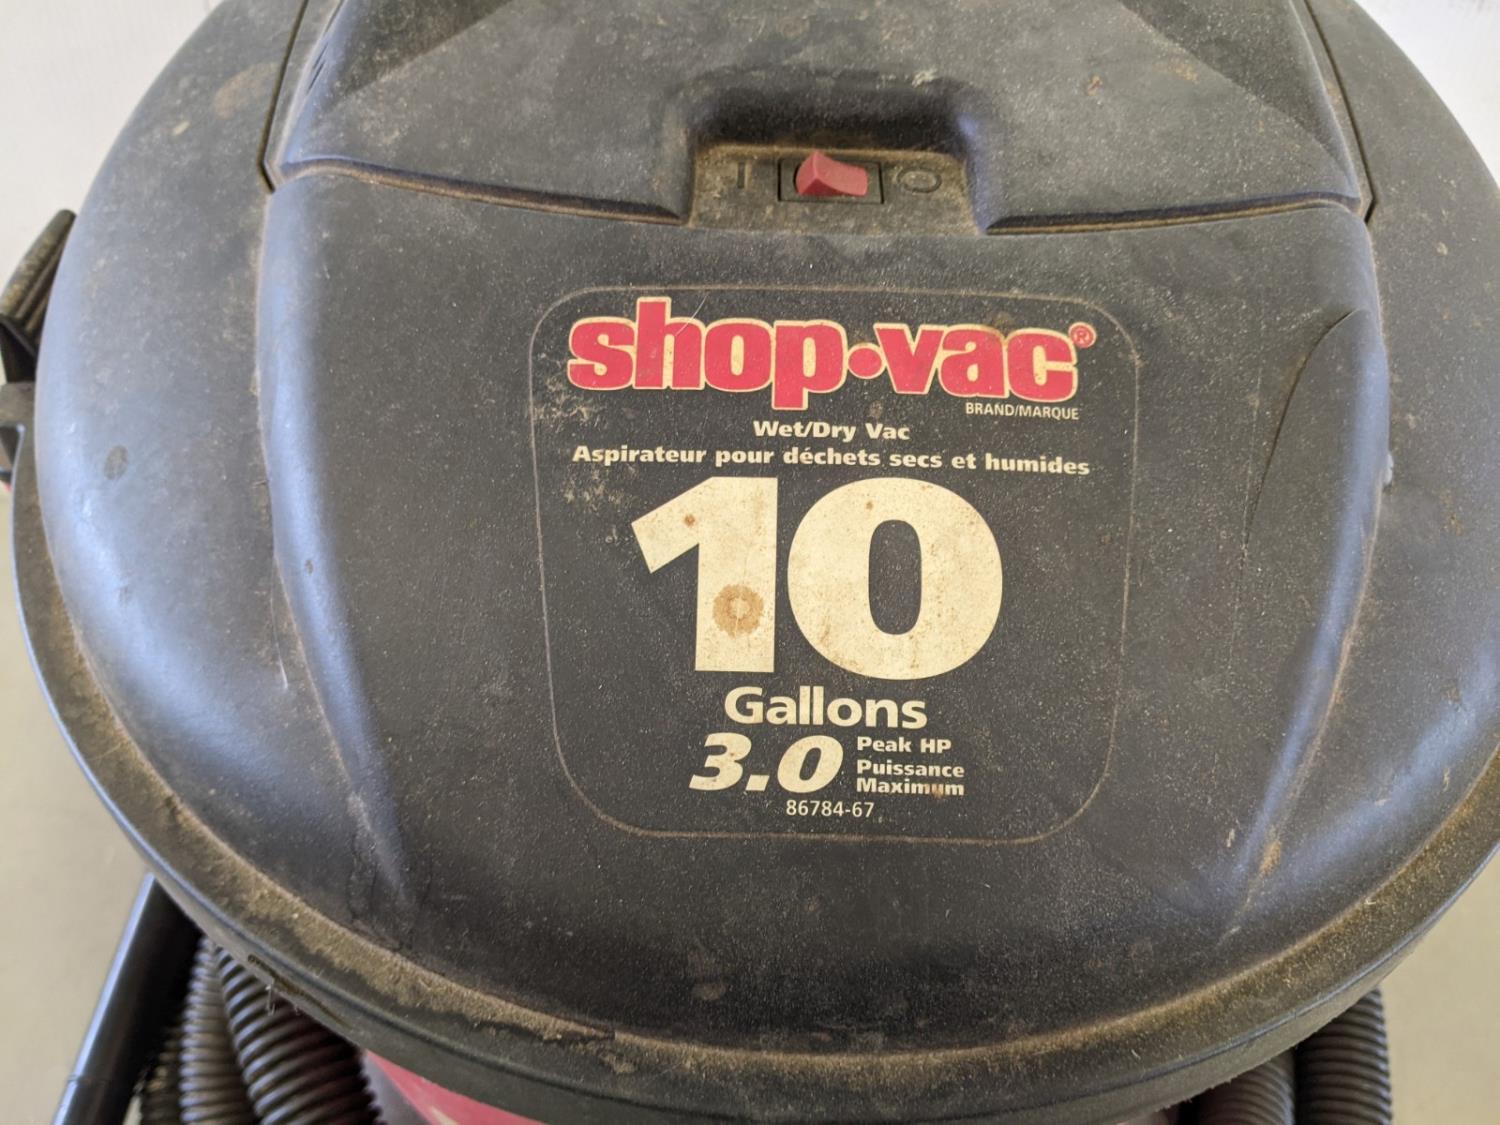 I O
shop·vac®
BRAND/MARQUE
Wet/Dry Vac
Aspirateur pour déchets secs et humides
10
Gallons
3.0 Peak HP
Puissance
Maximum
86784-67